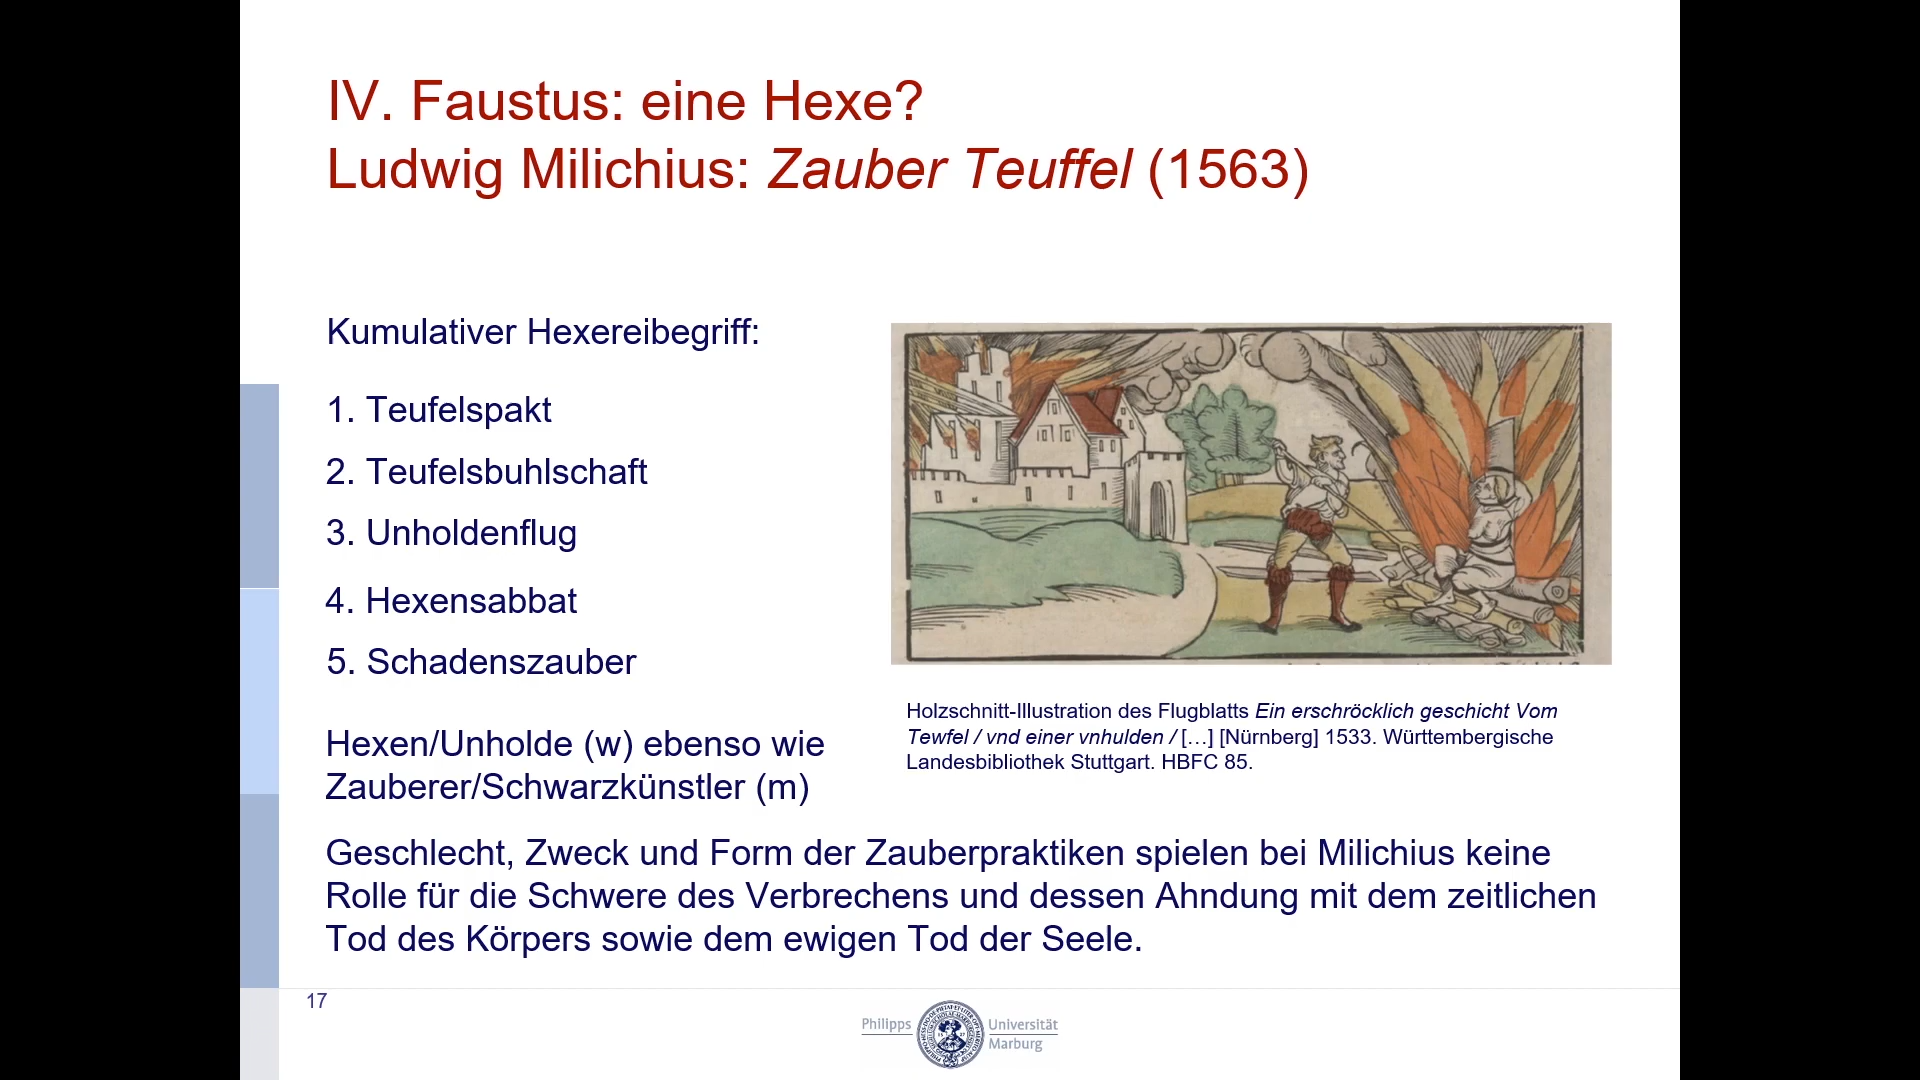 IV. Faustus: eine Hexe?
Ludwig Milichius: Zauber Teuffel (1563)
Kumulativer Hexereibegriff:
1. Teufelspakt
2. Teufelsbuhlschaft
3. Unholdenflug
4. Hexensabbat
5. Schadenszauber
Hexen/Unholde (w) ebenso wie
Zauberer/Schwarzkünstler (m)
Holzschnitt-Illustration des Flugblatts Ein erschröcklich geschicht Vom
Tewfel / vnd einer vnhulden / […] [Nürnberg] 1533. Württembergische
Landesbibliothek Stuttgart. HBFC 85.
Geschlecht, Zweck und Form der Zauberpraktiken spielen bei Milichius keine
Rolle für die Schwere des Verbrechens und dessen Ahndung mit dem zeitlichen
Tod des Körpers sowie dem ewigen Tod der Seele.
17
Philipps Universität
Marburg